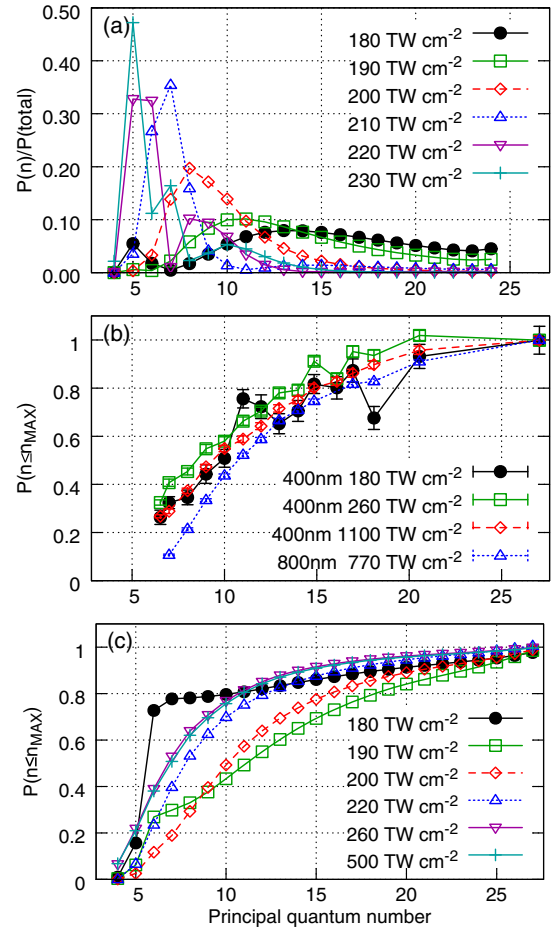 (a)
P(n)/P(total)
0.50
0.40
0.30
0.20
0.10
0.00
180 TW cm-2
190 TW cm-2
200 TW cm-2
210 TW cm-2
220 TW cm-2
230 TW cm-2
5 10 15 20 25
(b)
P(n≤nMAX)
1
0.8
0.6
0.4
0.2
0
400nm 180 TW cm-2
400nm 260 TW cm-2
400nm 1100 TW cm-2
800nm 770 TW cm-2
5 10 15 20 25
(c)
P(n≤nMAX)
1
0.8
0.6
0.4
0.2
0
180 TW cm-2
190 TW cm-2
200 TW cm-2
220 TW cm-2
260 TW cm-2
500 TW cm-2
5 10 15 20 25
Principal quantum number